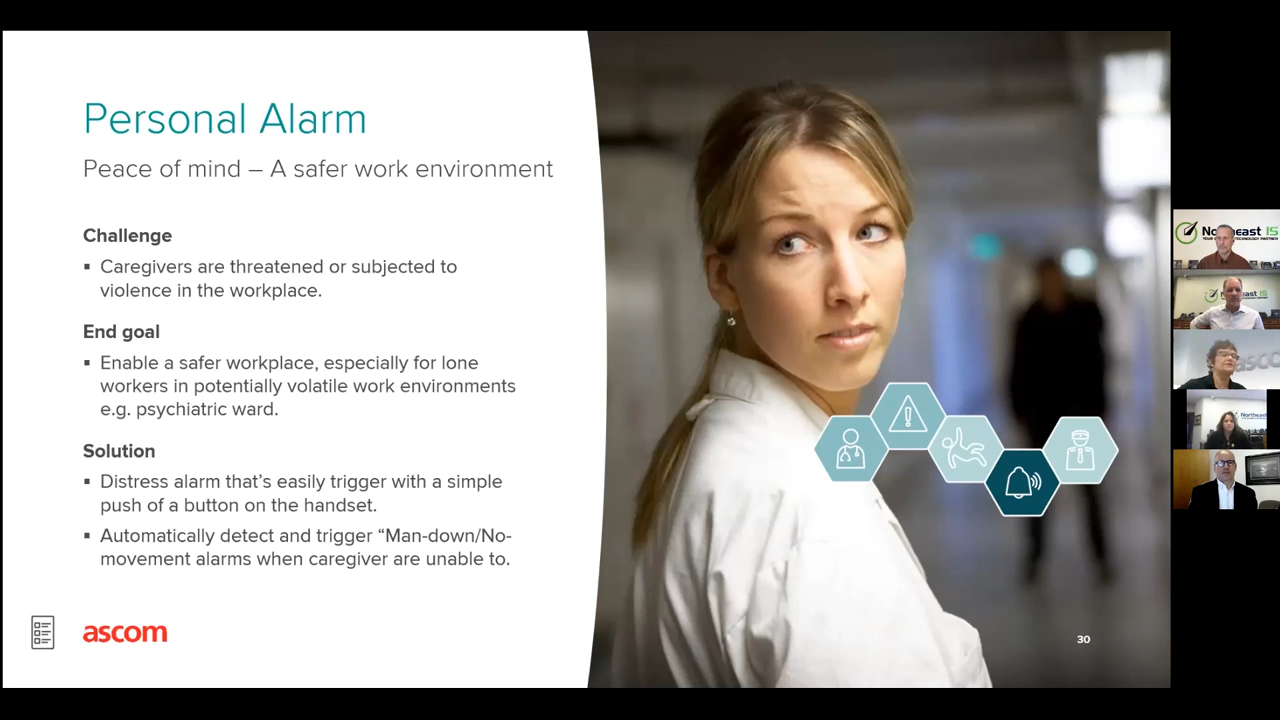 Personal Alarm
Peace of mind – A safer work environment
Challenge
▪ Caregivers are threatened or subjected to
violence in the workplace.
End goal
▪ Enable a safer workplace, especially for lone
workers in potentially volatile work environments
e.g. psychiatric ward.
Solution
▪ Distress alarm that’s easily trigger with a simple
push of a button on the handset.
▪ Automatically detect and trigger “Man-down/No-
movement alarms when caregiver are unable to.
ascom
30